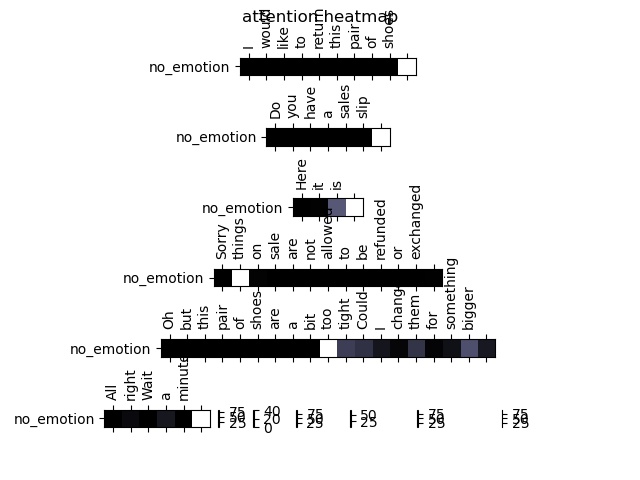 attention heatmap
I would like to return this pair of shoes
no_emotion
Do you have a sales slip
no_emotion
Here it is
no_emotion
Sorry things on sale are not allowed to be refunded or exchanged
no_emotion
Oh but this pair of shoes are a bit too tight Could I chang them for something bigger
no_emotion
All right Wait a minute
no_emotion
75 50 25
40 20 0
75 50 25
50 25
75 50 25
75 50 25